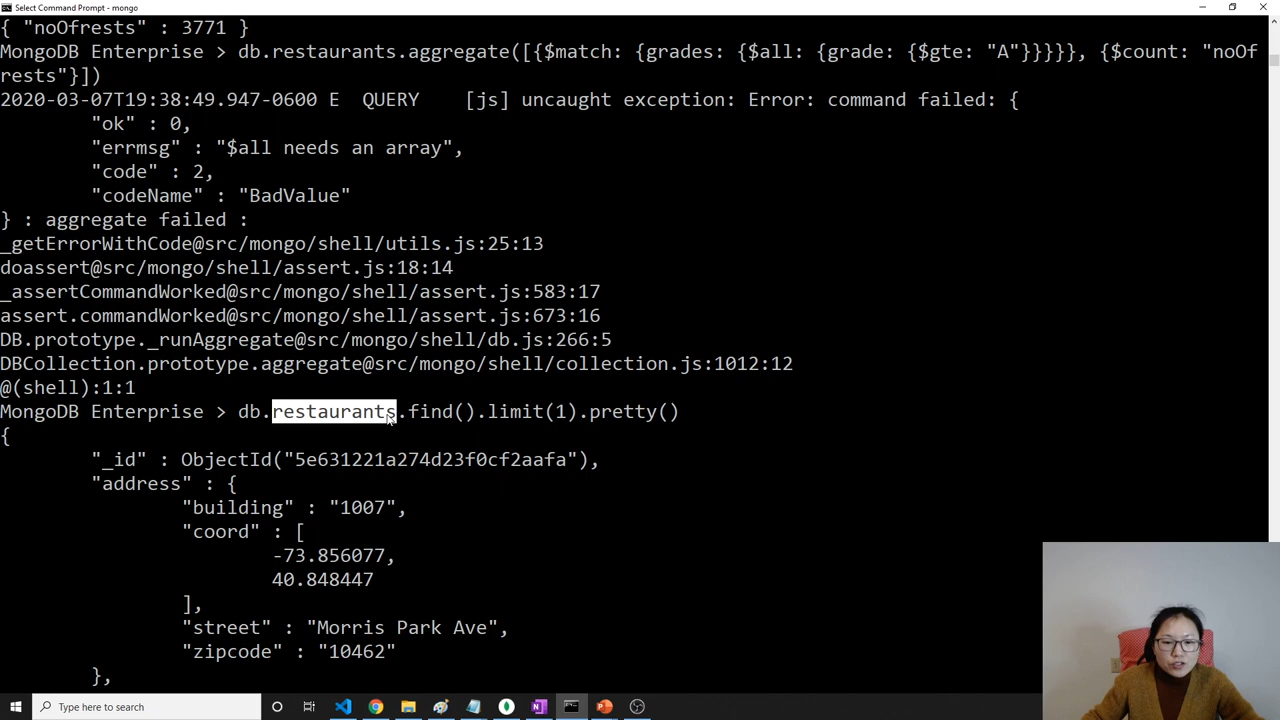 Select Command Prompt - mongo
{ "noOfrests" : 3771 }
MongoDB Enterprise > db.restaurants.aggregate([{$match: {grades: {$all: {grade: {$gte: "A"}}}}}, {$count: "noOf
rests"}])
2020-03-07T19:38:49.947-0600 E  QUERY    [js] uncaught exception: Error: command failed: {
"ok" : 0,
"errmsg" : "$all needs an array",
"code" : 2,
"codeName" : "BadValue"
} : aggregate failed :
_getErrorWithCode@src/mongo/shell/utils.js:25:13
doassert@src/mongo/shell/assert.js:18:14
_assertCommandWorked@src/mongo/shell/assert.js:583:17
assert.commandWorked@src/mongo/shell/assert.js:673:16
DB.prototype._runAggregate@src/mongo/shell/db.js:266:5
DBCollection.prototype.aggregate@src/mongo/shell/collection.js:1012:12
@(shell):1:1
MongoDB Enterprise > db.restaurants.find().limit(1).pretty()
{
"_id" : ObjectId("5e631221a274d23f0cf2aafa"),
"address" : {
"building" : "1007",
"coord" : [
-73.856077,
40.848447
],
"street" : "Morris Park Ave",
"zipcode" : "10462"
},
Type here to search